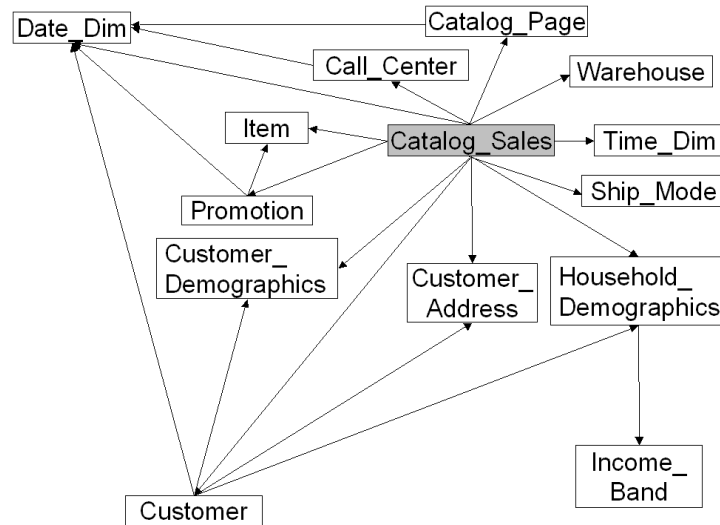 Date_Dim
Catalog_Page
Call_Center
Warehouse
Item
Catalog_Sales
Time_Dim
Promotion
Ship_Mode
Customer_
Demographics
Customer_
Address
Household_
Demographics
Income_
Band
Customer